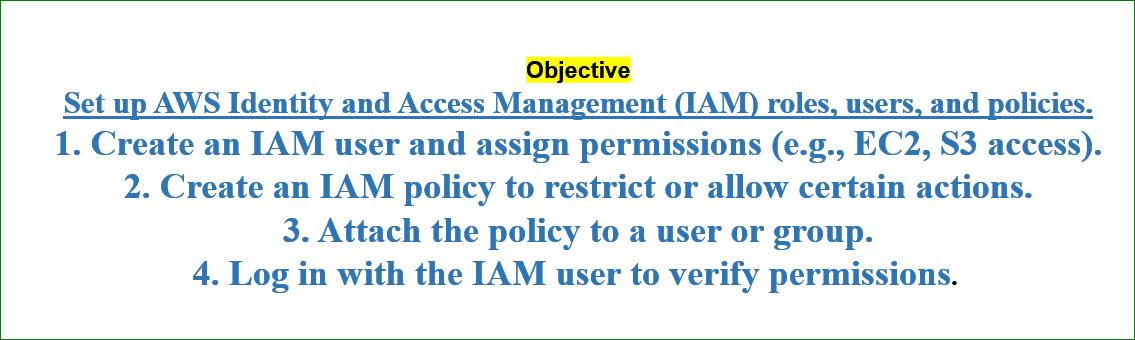 Objective
Set up AWS Identity and Access Management (IAM) roles, users, and policies.
1. Create an IAM user and assign permissions (e.g., EC2, S3 access).
2. Create an IAM policy to restrict or allow certain actions.
3. Attach the policy to a user or group.
4. Log in with the IAM user to verify permissions.